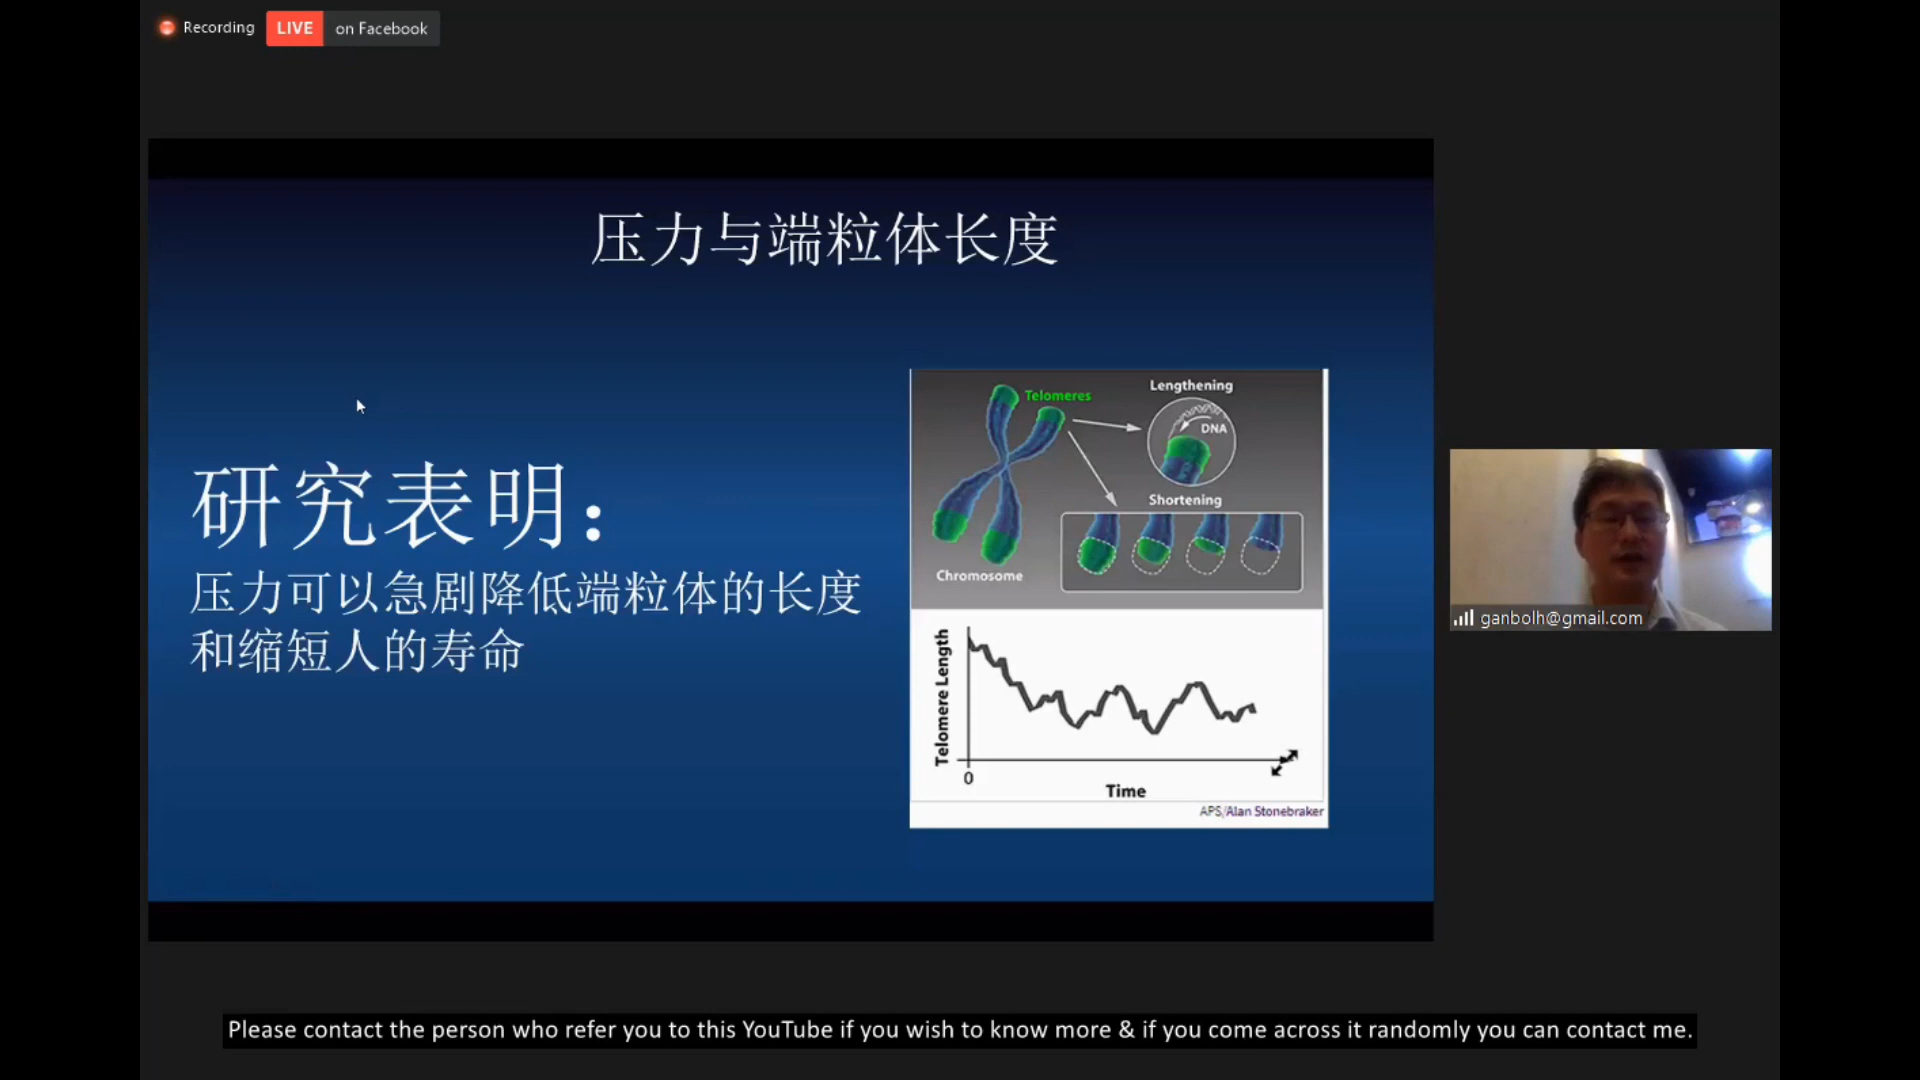 Recording LIVE on Facebook
压力与端粒体长度
研究表明：
压力可以急剧降低端粒体的长度
和缩短人的寿命
Telomeres
Lengthening
DNA
Shortening
Chromosome
Telomere Length
0
Time
APS/Alan Stonebraker
ganbolh@gmail.com
Please contact the person who refer you to this YouTube if you wish to know more & if you come across it randomly you can contact me.